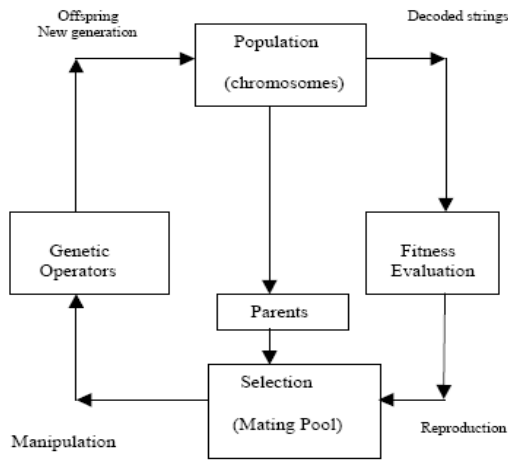 Offspring
New generation
Decoded strings
Population
(chromosomes)
Genetic
Operators
Fitness
Evaluation
Parents
Selection
(Mating Pool)
Manipulation
Reproduction